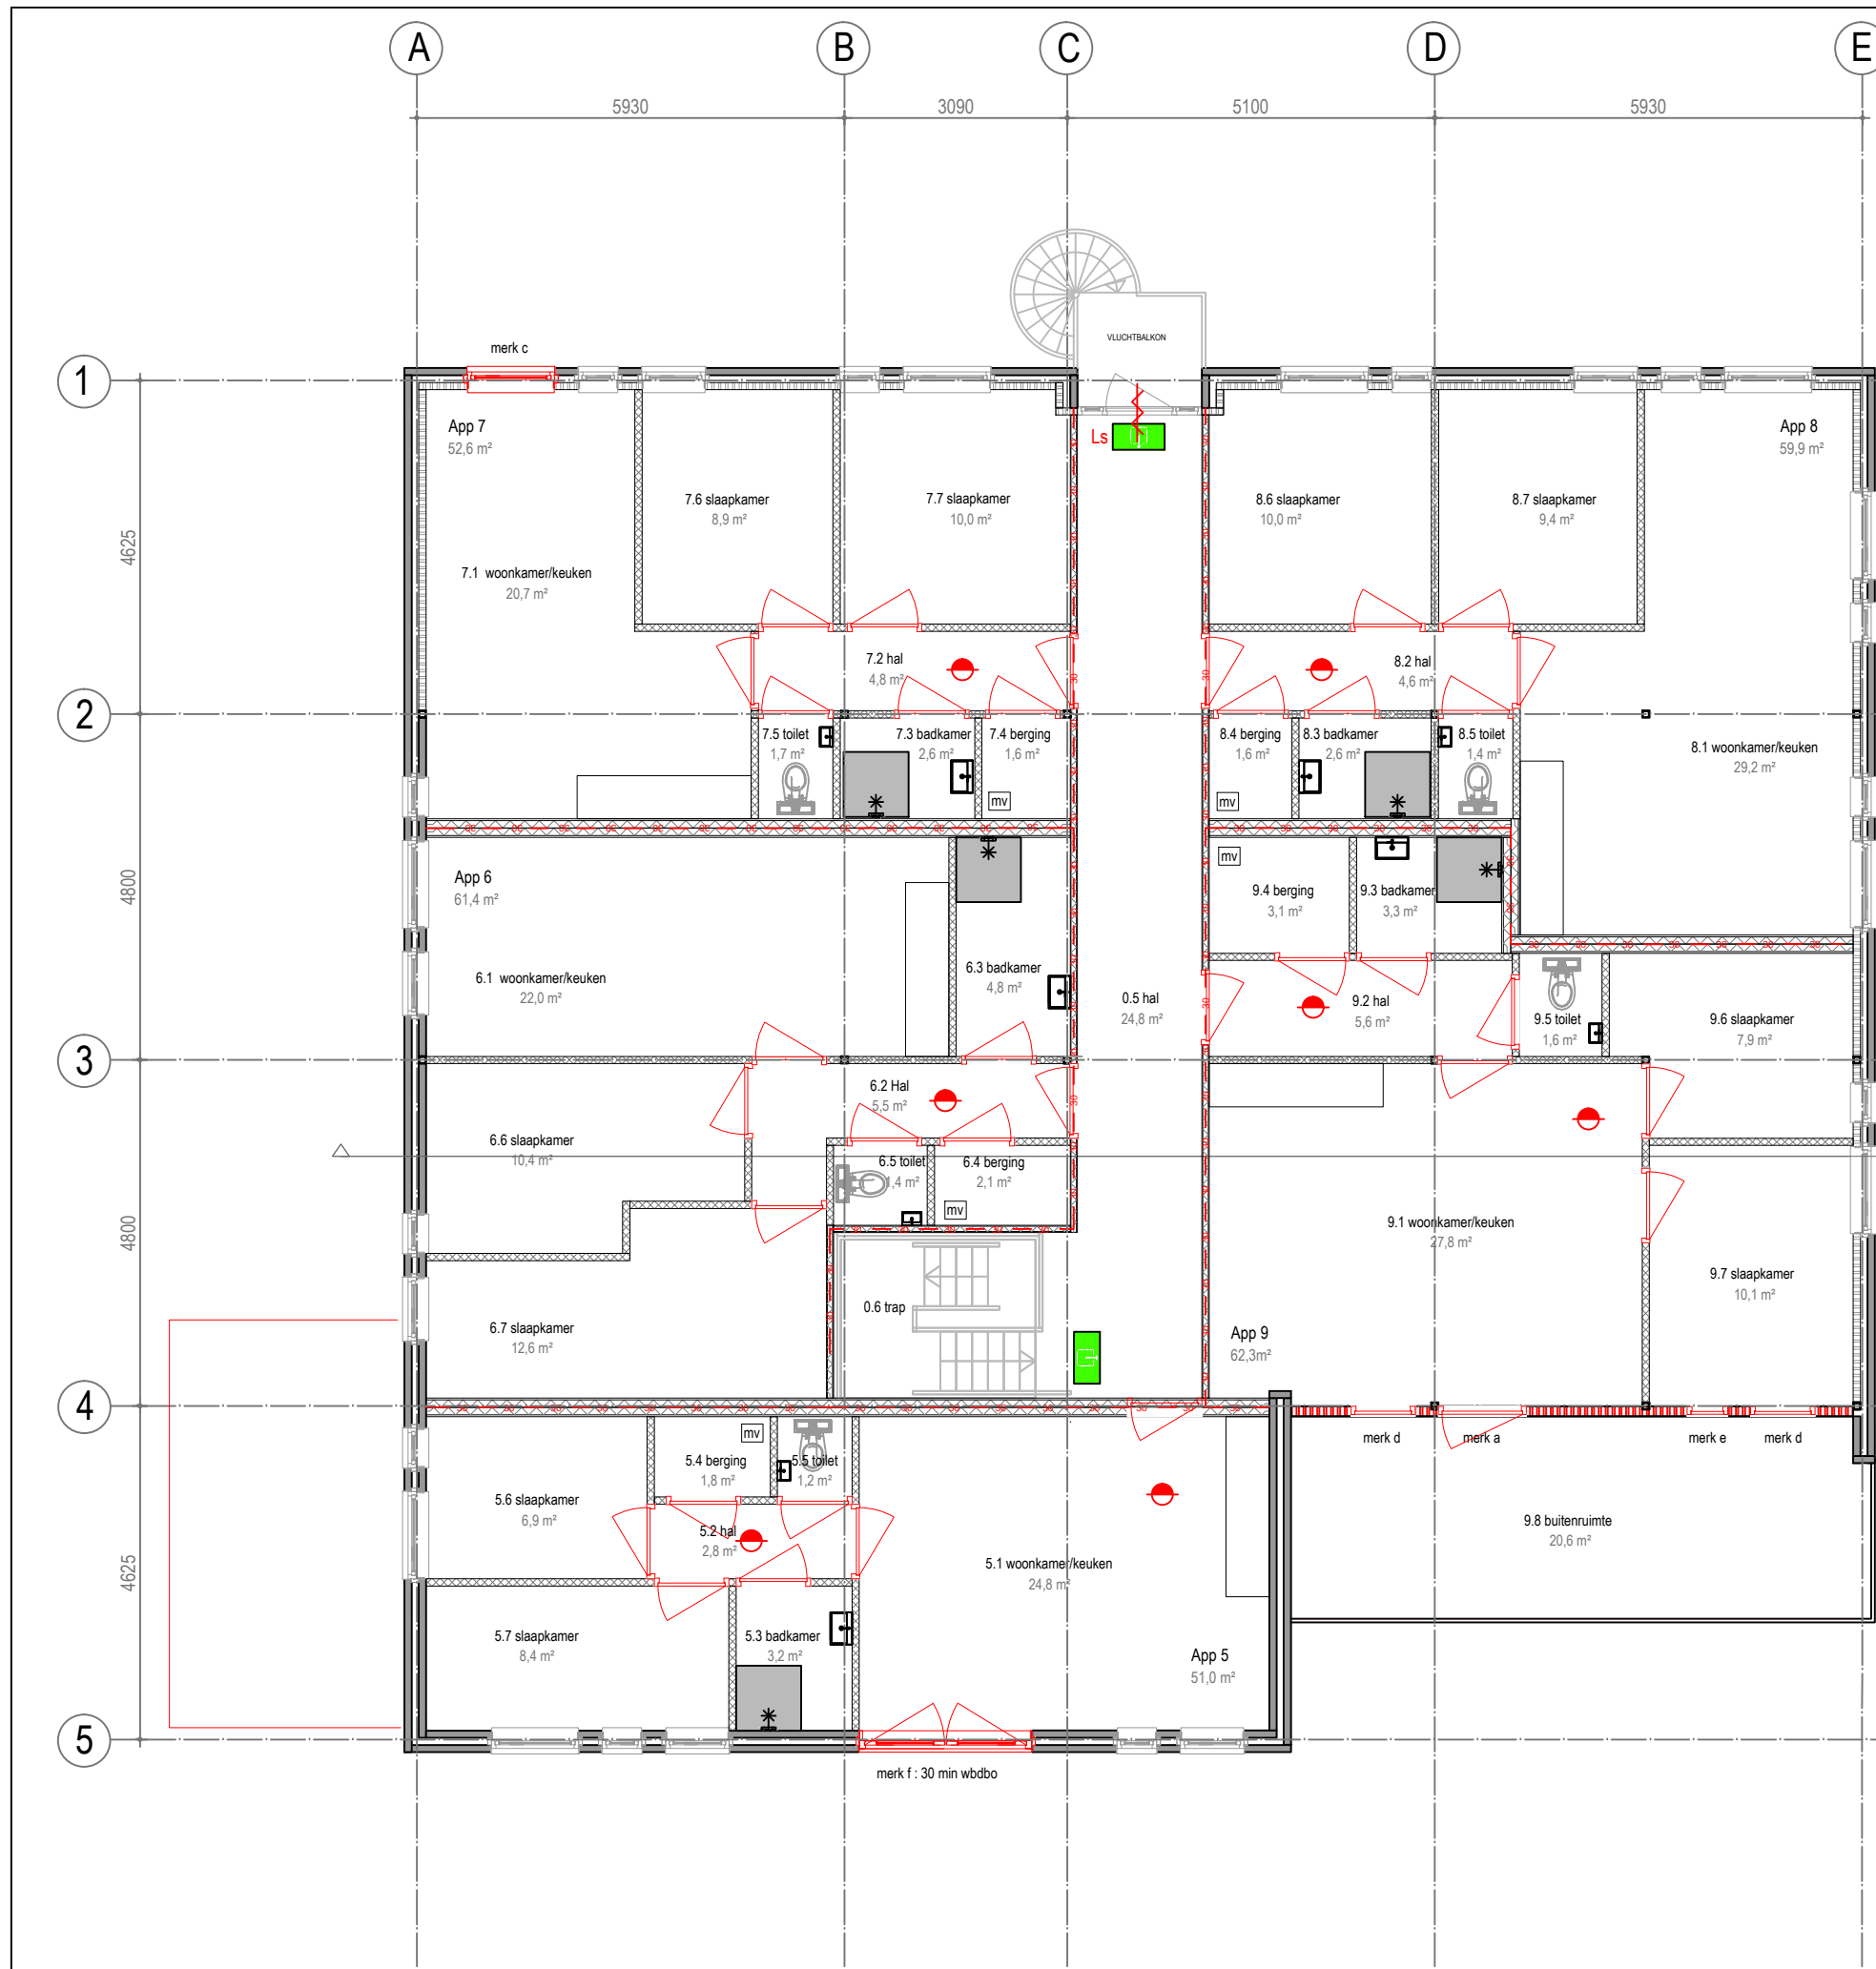 A B C D E
5930 3090 5100 5930
VLUCHTBALKON
merk c
1
Ls
App 7
52,6 m²
App 8
59,9 m²
7.6 slaapkamer
8,9 m²
7.7 slaapkamer
10,0 m²
8.6 slaapkamer
10,0 m²
8.7 slaapkamer
9,4 m²
4625
7.1 woonkamer/keuken
20,7 m²
7.2 hal
4,8 m²
8.2 hal
4,6 m²
2
7.5 toilet
1,7 m²
7.3 badkamer
2,6 m²
7.4 berging
1,6 m²
mv
8.4 berging
1,6 m²
mv
8.3 badkamer
2,6 m²
8.5 toilet
1,4 m²
8.1 woonkamer/keuken
29,2 m²
4800
App 6
61,4 m²
mv
9.4 berging
3,1 m²
9.3 badkamer
3,3 m²
6.1 woonkamer/keuken
22,0 m²
6.3 badkamer
4,8 m²
0.5 hal
24,8 m²
9.2 hal
5,6 m²
9.5 toilet
1,6 m²
9.6 slaapkamer
7,9 m²
3
6.2 Hal
5,5 m²
6.6 slaapkamer
10,4 m²
6.5 toilet
1,4 m²
6.4 berging
2,1 m²
mv
4800
9.1 woonkamer/keuken
27,8 m²
9.7 slaapkamer
10,1 m²
0.6 trap
6.7 slaapkamer
12,6 m²
App 9
62,3m²
4
merk d merk a merk e merk d
mv
5.4 berging
1,8 m²
5.5 toilet
1,2 m²
5.6 slaapkamer
6,9 m²
5.2 hal
2,8 m²
4625
5.1 woonkamer/keuken
24,8 m²
9.8 buitenruimte
20,6 m²
5.7 slaapkamer
8,4 m²
5.3 badkamer
3,2 m²
App 5
51,0 m²
5
merk f : 30 min wbdbo